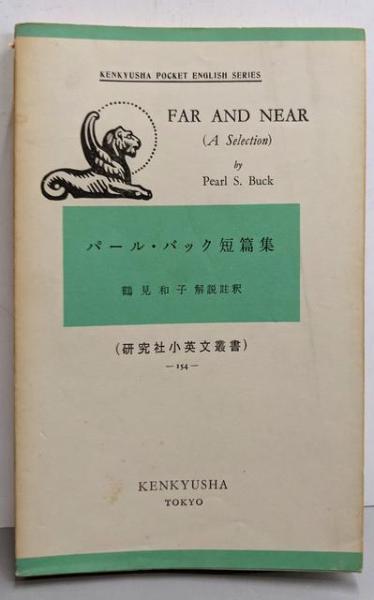 KENKYUSHA POCKET ENGLISH SERIES
FAR AND NEAR
(A Selection)
by
Pearl S. Buck
パール・バック短篇集
鶴見和子 解説註釈
(研究社小英文叢書)
— 154 —
KENKYUSHA
TOKYO